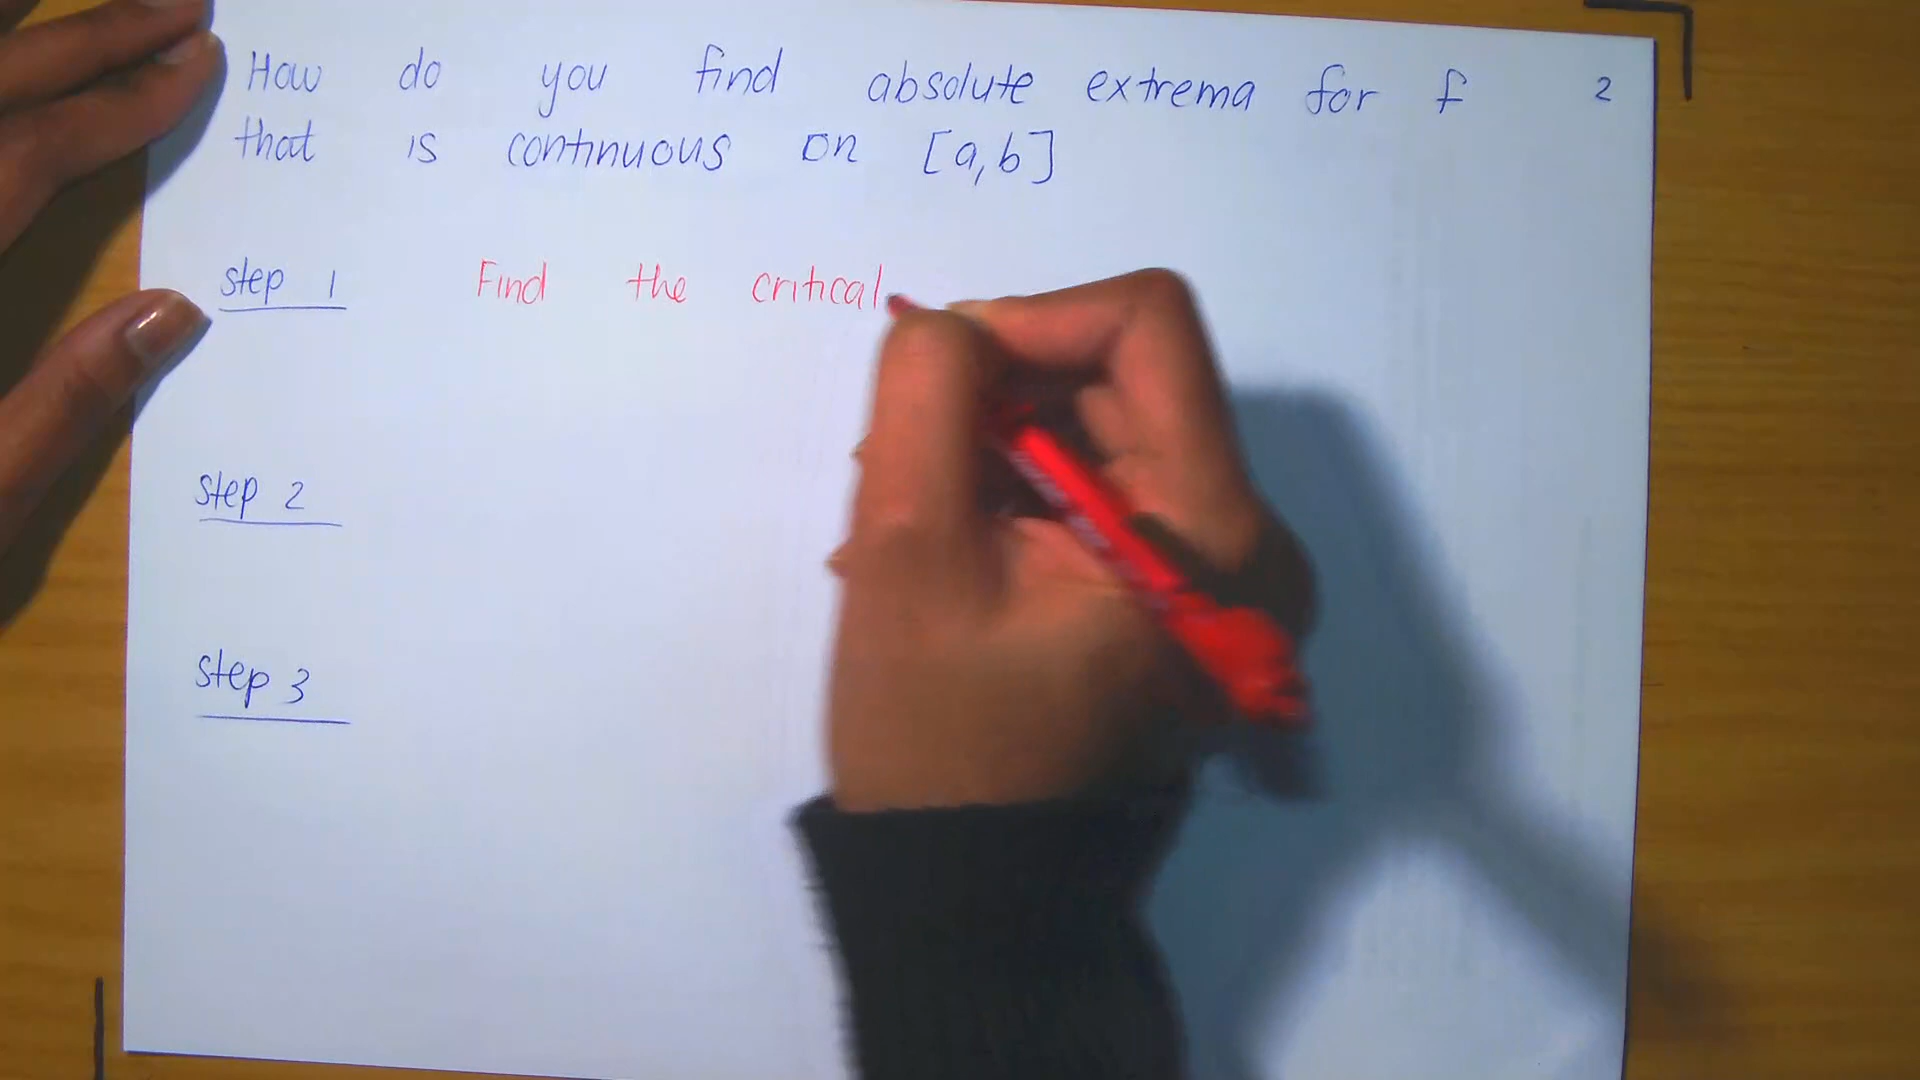 How do you find absolute extrema for f 2
that is continuous on [a,b]
step 1 Find the critical
step 2
step 3